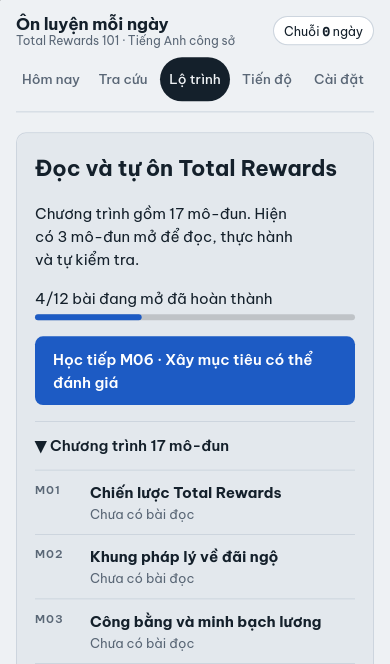 Ôn luyện mỗi ngày
Total Rewards 101 · Tiếng Anh công sở
Chuỗi 0 ngày
Hôm nay
Tra cứu
Lộ trình
Tiến độ
Cài đặt
Đọc và tự ôn Total Rewards
Chương trình gồm 17 mô-đun. Hiện
có 3 mô-đun mở để đọc, thực hành
và tự kiểm tra.
4/12 bài đang mở đã hoàn thành
Học tiếp M06 · Xây mục tiêu có thể
đánh giá
▼ Chương trình 17 mô-đun
M01
Chiến lược Total Rewards
Chưa có bài đọc
M02
Khung pháp lý về đãi ngộ
Chưa có bài đọc
M03
Công bằng và minh bạch lương
Chưa có bài đọc